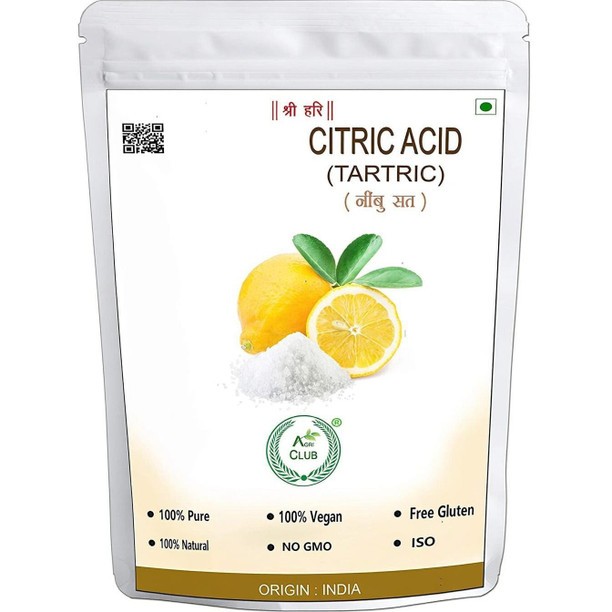 || श्री हरि ||
CITRIC ACID
(TARTRIC)
( नींबु सत )
®
AGRI
CLUB
• 100% Pure
• 100% Vegan
• Free Gluten
• 100% Natural
• NO GMO
• ISO
ORIGIN : INDIA